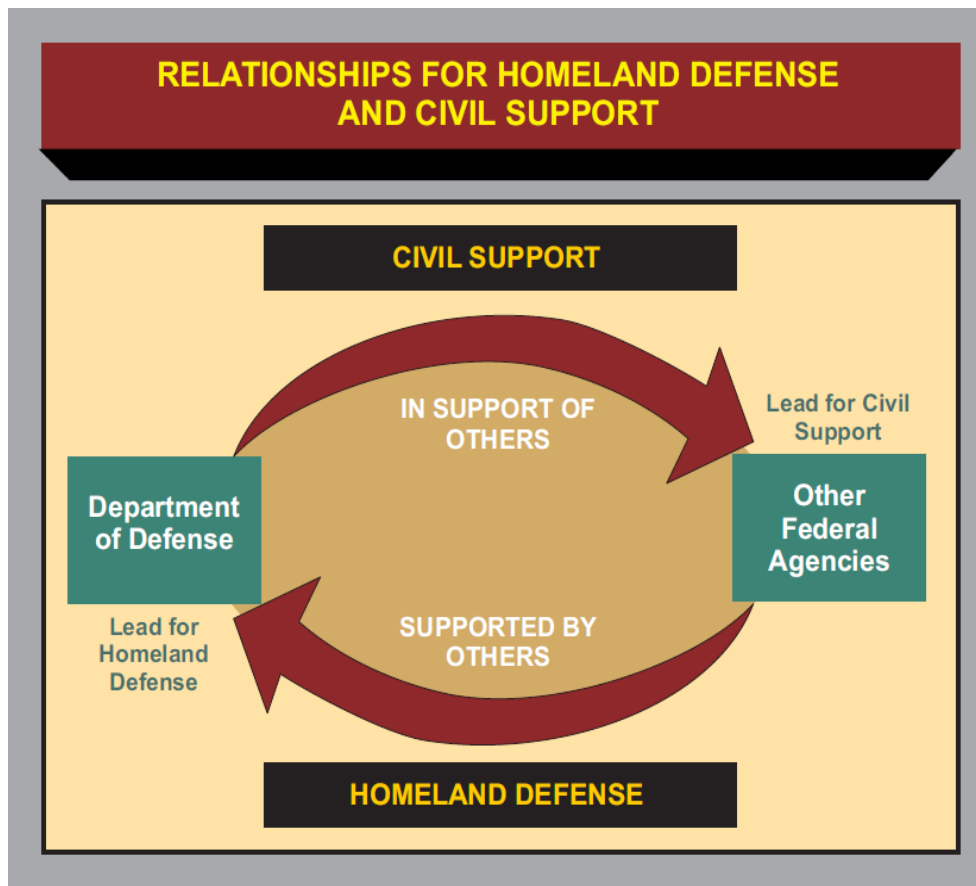 RELATIONSHIPS FOR HOMELAND DEFENSE
AND CIVIL SUPPORT
CIVIL SUPPORT
IN SUPPORT OF
OTHERS
Lead for Civil
Support
Department
of Defense
Other
Federal
Agencies
Lead for
Homeland
Defense
SUPPORTED BY
OTHERS
HOMELAND DEFENSE